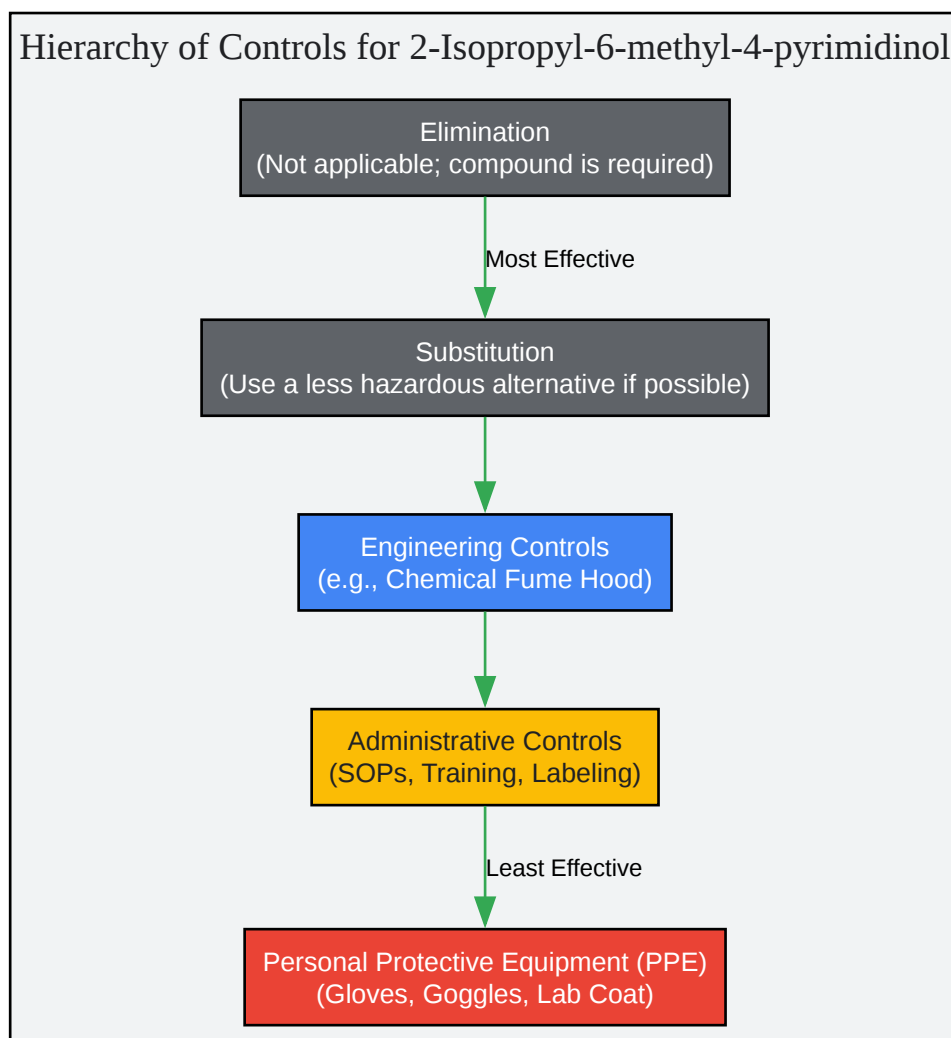 Hierarchy of Controls for 2-Isopropyl-6-methyl-4-pyrimidinol
Elimination
(Not applicable; compound is required)
Most Effective
Substitution
(Use a less hazardous alternative if possible)
Engineering Controls
(e.g., Chemical Fume Hood)
Administrative Controls
(SOPs, Training, Labeling)
Least Effective
Personal Protective Equipment (PPE)
(Gloves, Goggles, Lab Coat)